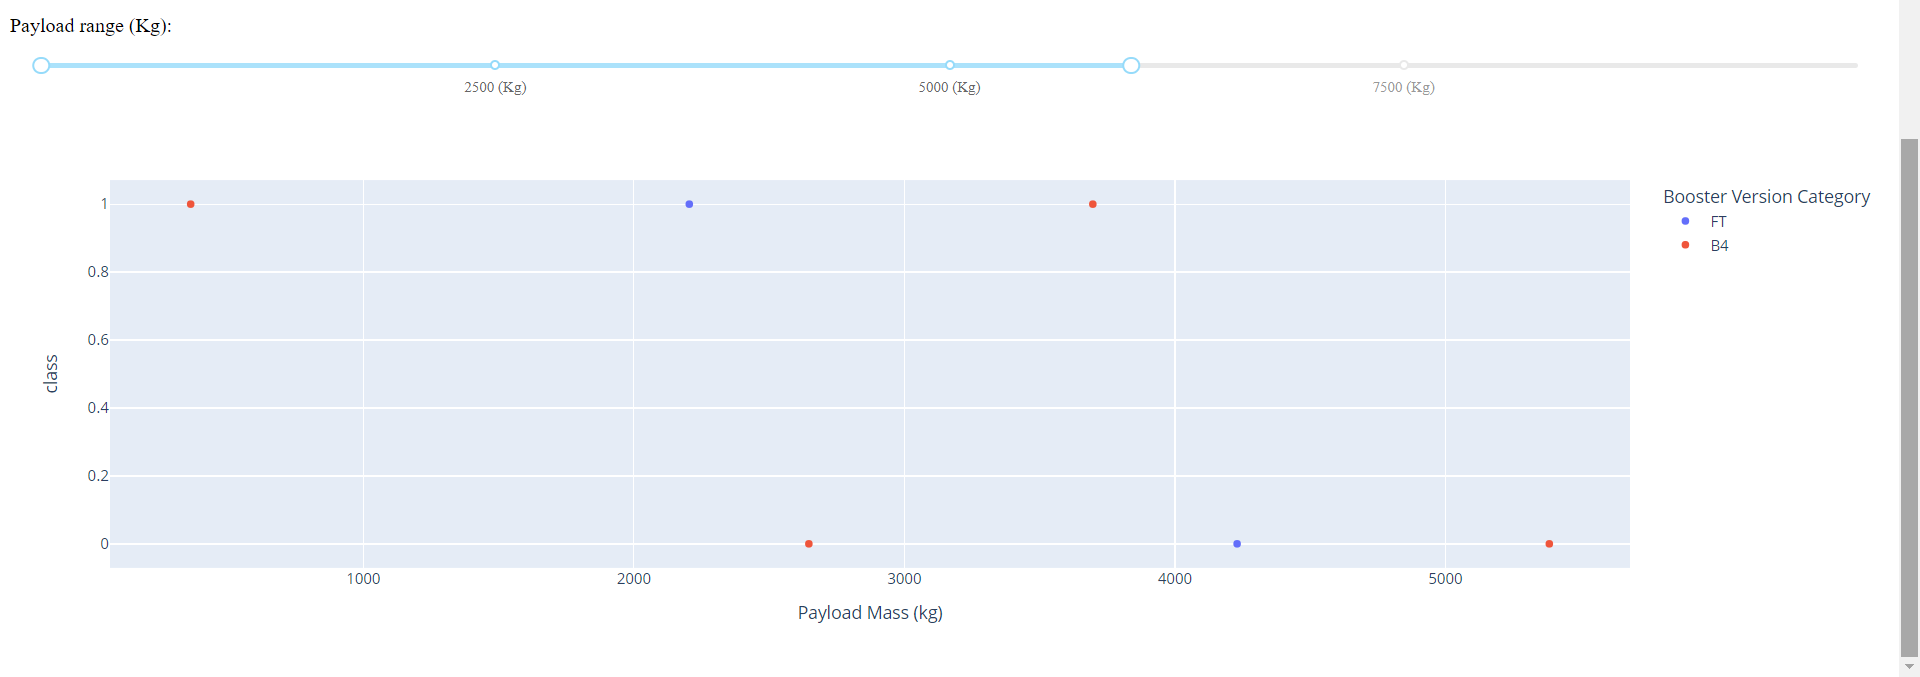 Payload range (Kg):
2500 (Kg)
5000 (Kg)
7500 (Kg)
Booster Version Category
FT
B4
1
0.8
0.6
0.4
0.2
0
class
1000
2000
3000
4000
5000
Payload Mass (kg)